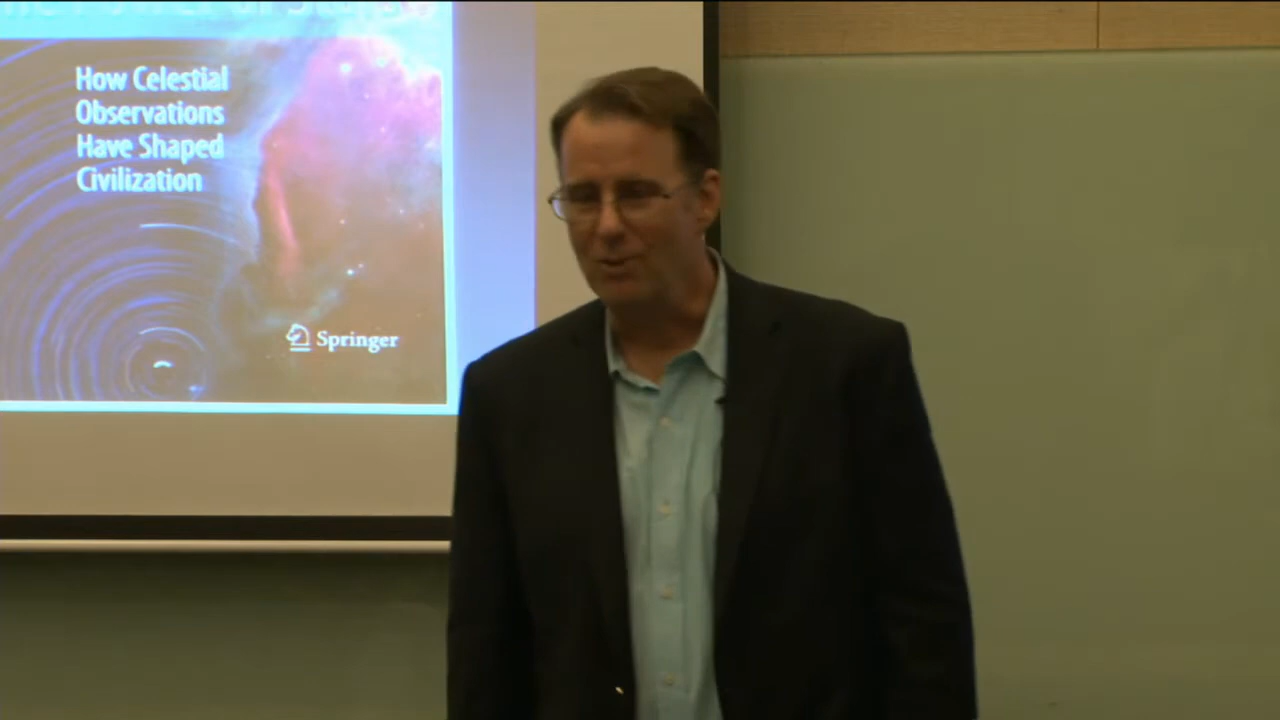 How Celestial
Observations
Have Shaped
Civilization
Springer